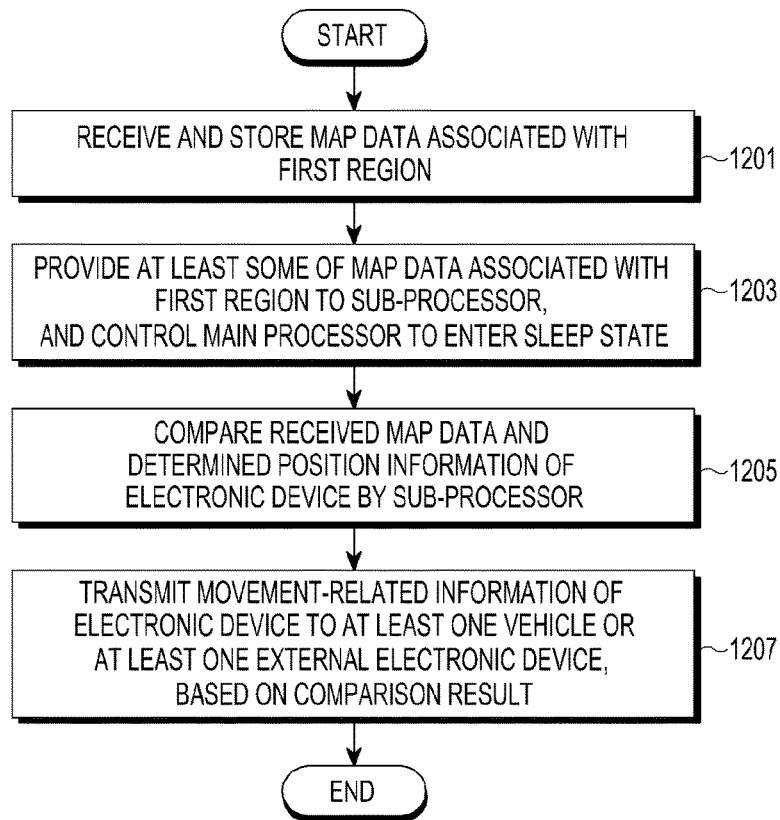 START
RECEIVE AND STORE MAP DATA ASSOCIATED WITH
FIRST REGION
1201
PROVIDE AT LEAST SOME OF MAP DATA ASSOCIATED WITH
FIRST REGION TO SUB-PROCESSOR,
AND CONTROL MAIN PROCESSOR TO ENTER SLEEP STATE
1203
COMPARE RECEIVED MAP DATA AND
DETERMINED POSITION INFORMATION OF
ELECTRONIC DEVICE BY SUB-PROCESSOR
1205
TRANSMIT MOVEMENT-RELATED INFORMATION OF
ELECTRONIC DEVICE TO AT LEAST ONE VEHICLE OR
AT LEAST ONE EXTERNAL ELECTRONIC DEVICE,
BASED ON COMPARISON RESULT
1207
END